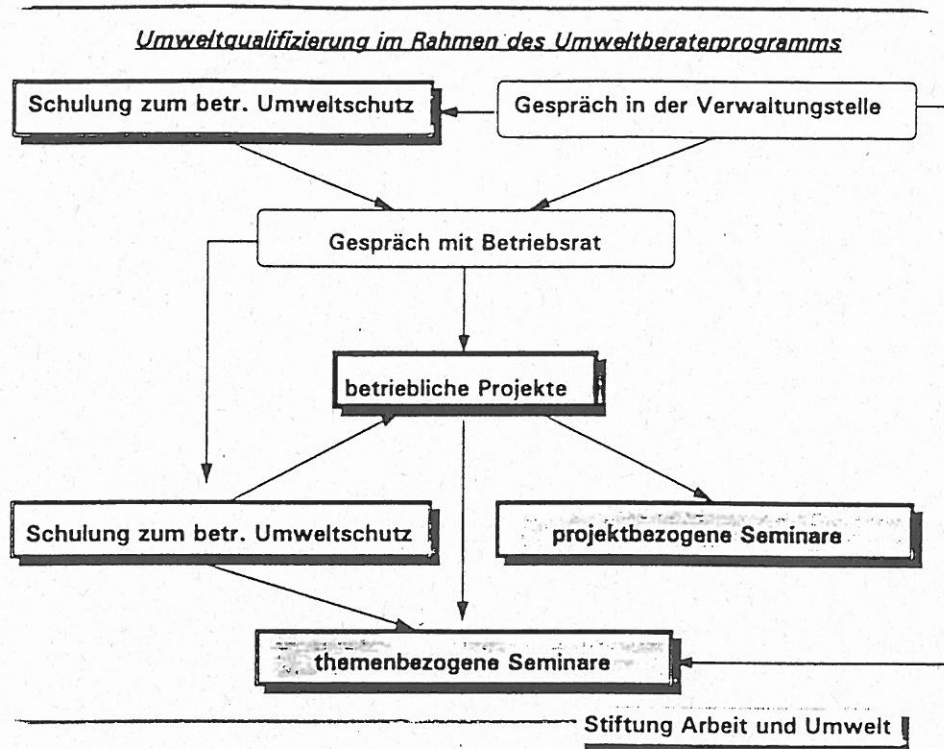 Umweltqualifizierung im Rahmen des Umweltberaterprogramms
Schulung zum betr. Umweltschutz
Gespräch in der Verwaltungstelle
Gespräch mit Betriebsrat
betriebliche Projekte
Schulung zum betr. Umweltschutz
projektbezogene Seminare
themenbezogene Seminare
Stiftung Arbeit und Umwelt